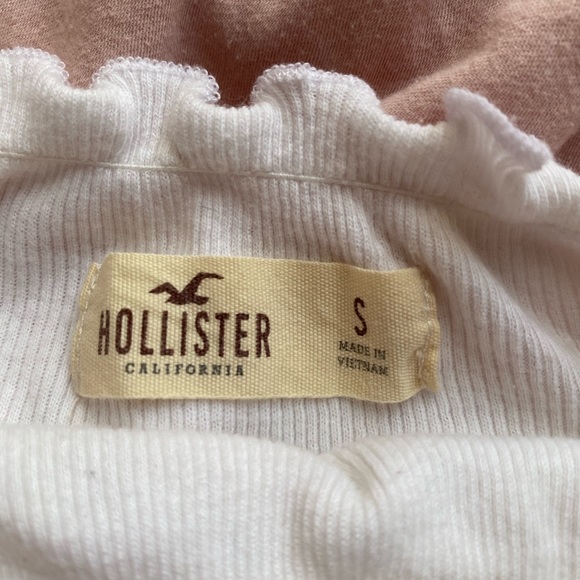 HOLLISTER
CALIFORNIA
S
MADE IN
VIETNAM